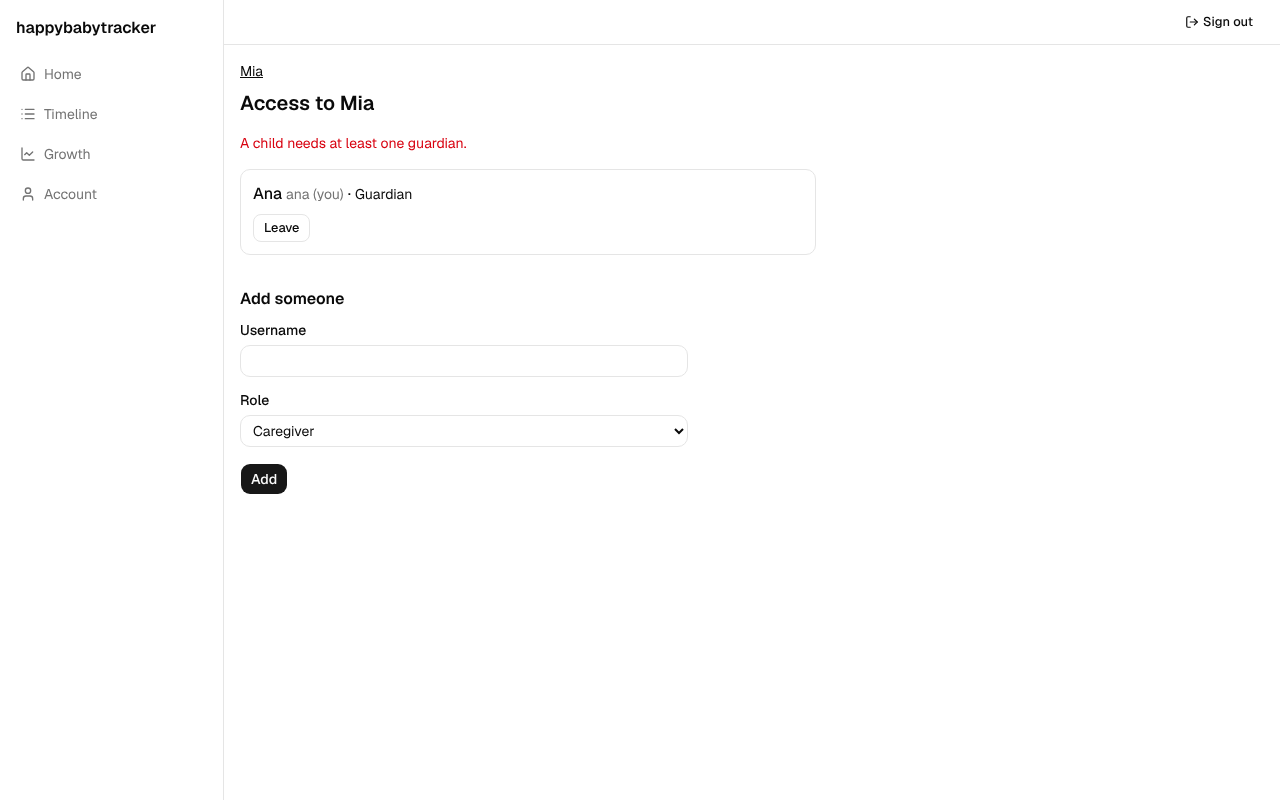 happybabytracker
Sign out
Home
Timeline
Growth
Account
Mia
Access to Mia
A child needs at least one guardian.
Ana ana (you) · Guardian
Leave
Add someone
Username
Role
Caregiver
Add